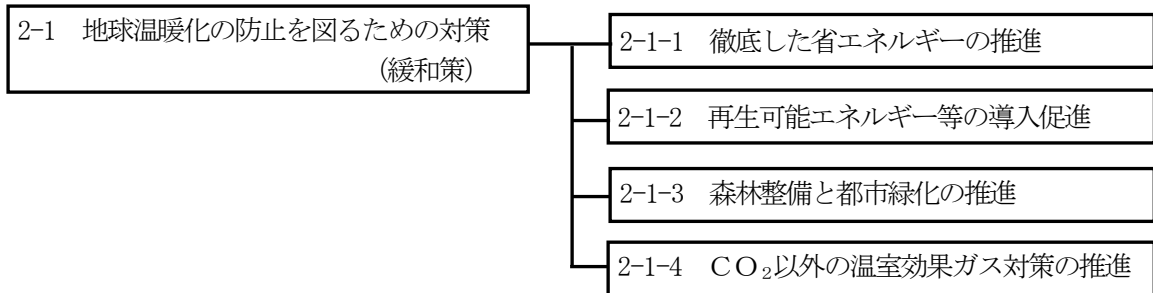 2-1　地球温暖化の防止を図るための対策
（緩和策）
2-1-1　徹底した省エネルギーの推進
2-1-2　再生可能エネルギー等の導入促進
2-1-3　森林整備と都市緑化の推進
2-1-4　ＣＯ₂以外の温室効果ガス対策の推進